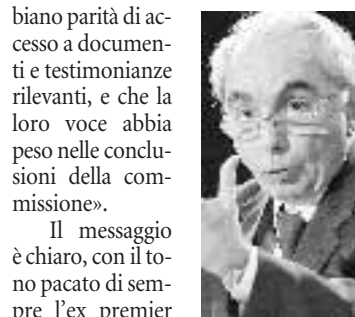 biano parità di ac-
cesso a documen-
ti e testimonianze
rilevanti, e che la
loro voce abbia
peso nelle conclu-
sioni della com-
missione».
Il messaggio
è chiaro, con il to-
no pacato di sem-
pre l'ex premier